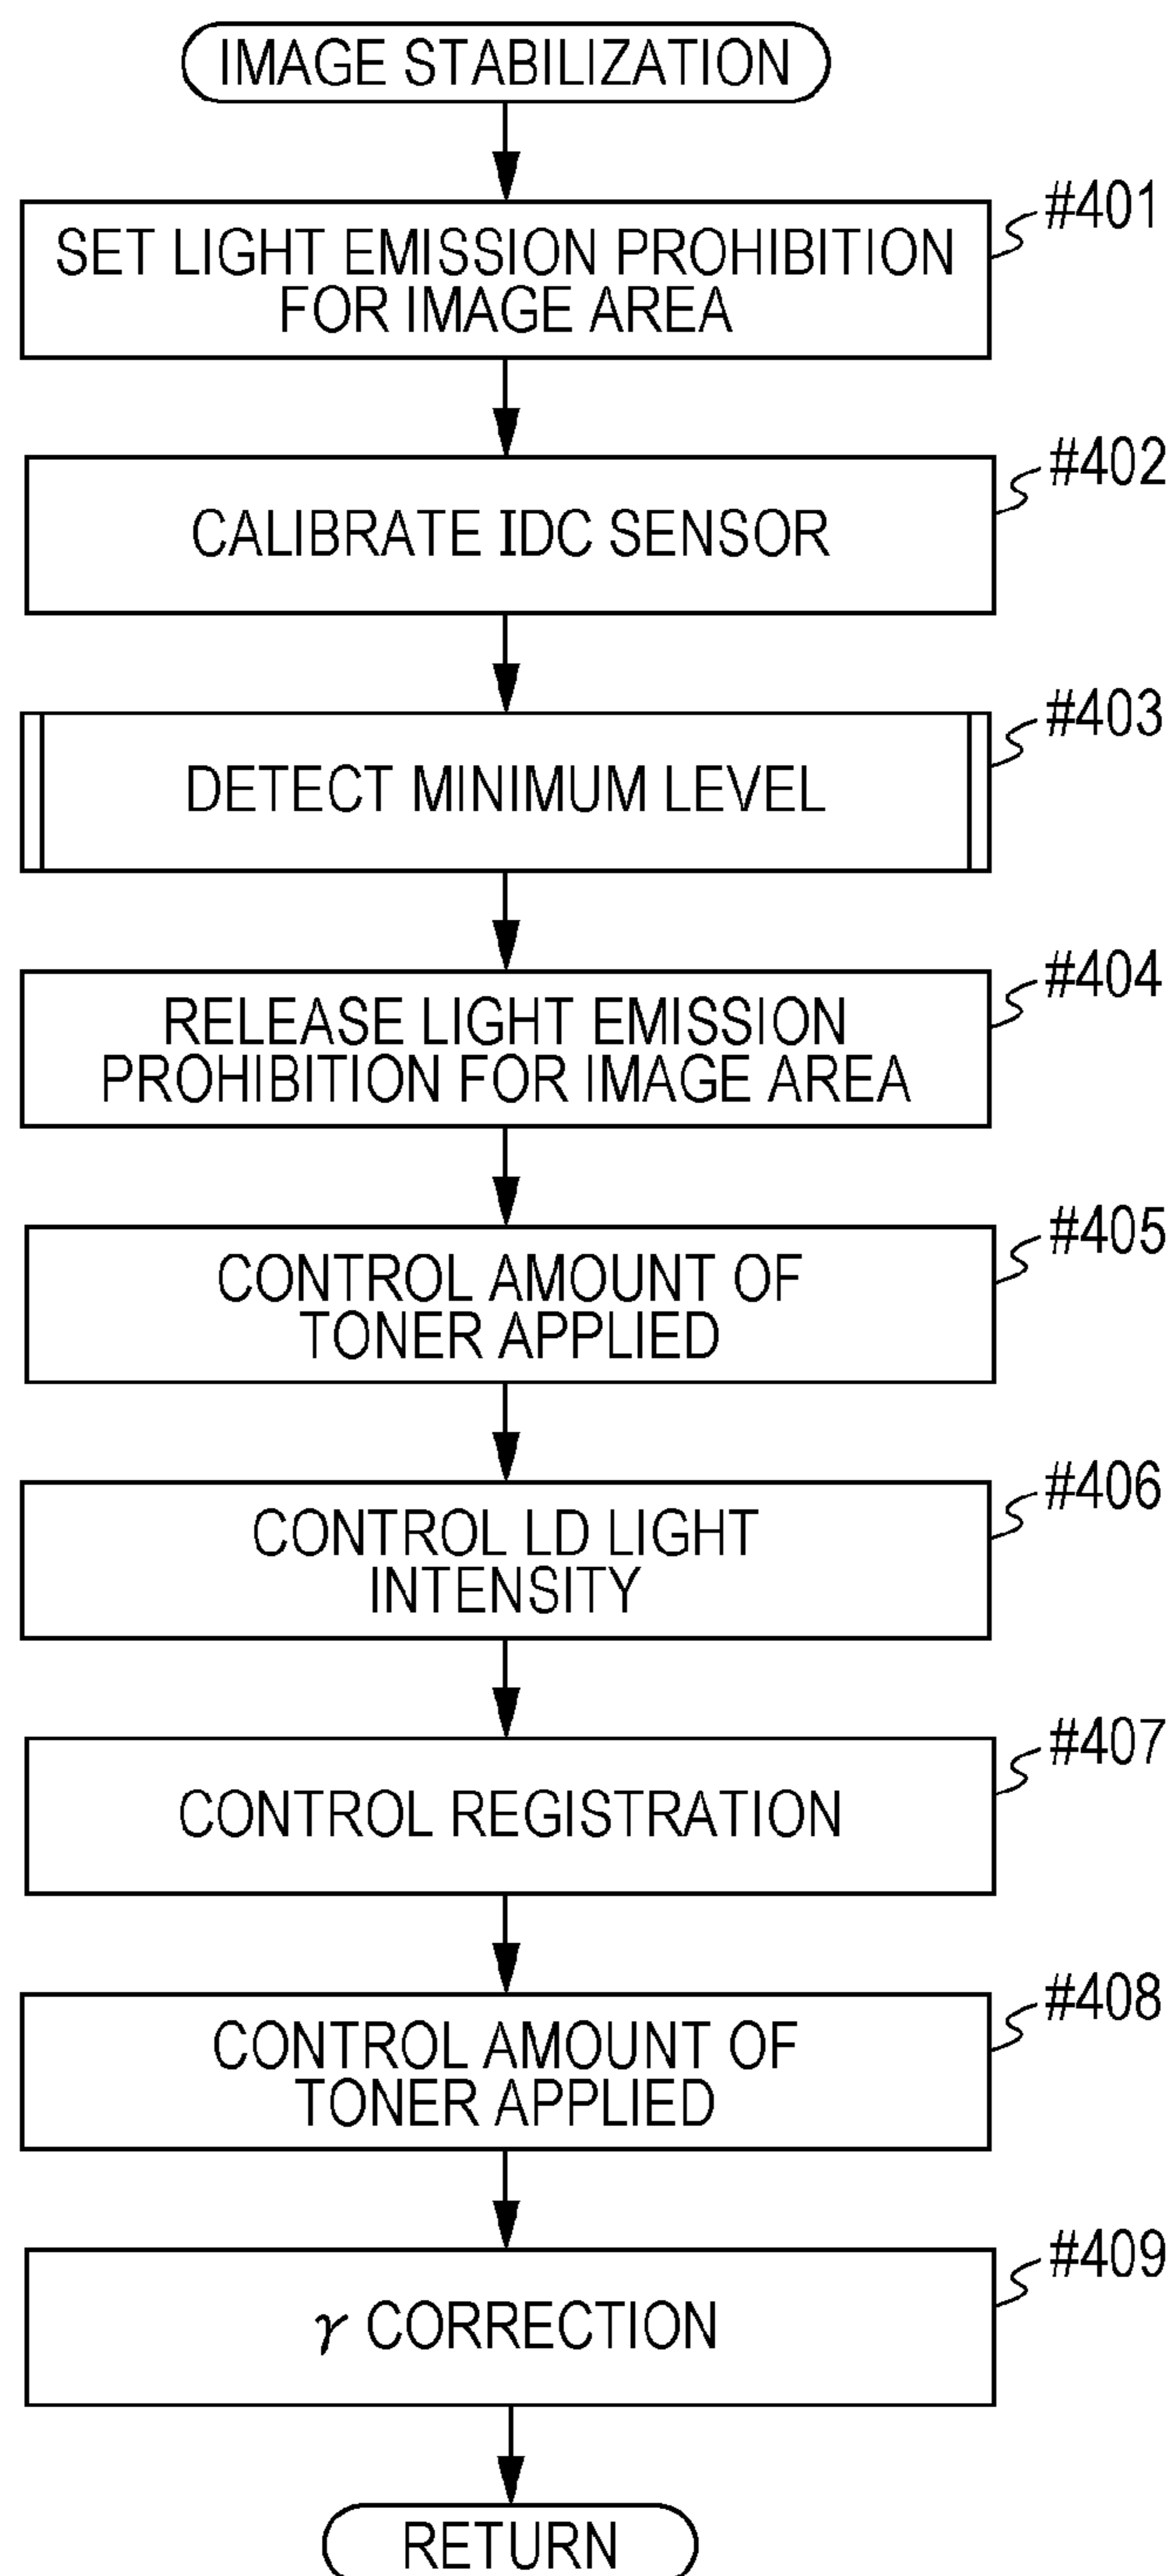 IMAGE STABILIZATION
#401
SET LIGHT EMISSION PROHIBITION
FOR IMAGE AREA
#402
CALIBRATE IDC SENSOR
#403
DETECT MINIMUM LEVEL
#404
RELEASE LIGHT EMISSION
PROHIBITION FOR IMAGE AREA
#405
CONTROL AMOUNT OF
TONER APPLIED
#406
CONTROL LD LIGHT
INTENSITY
#407
CONTROL REGISTRATION
#408
CONTROL AMOUNT OF
TONER APPLIED
#409
γ CORRECTION
RETURN